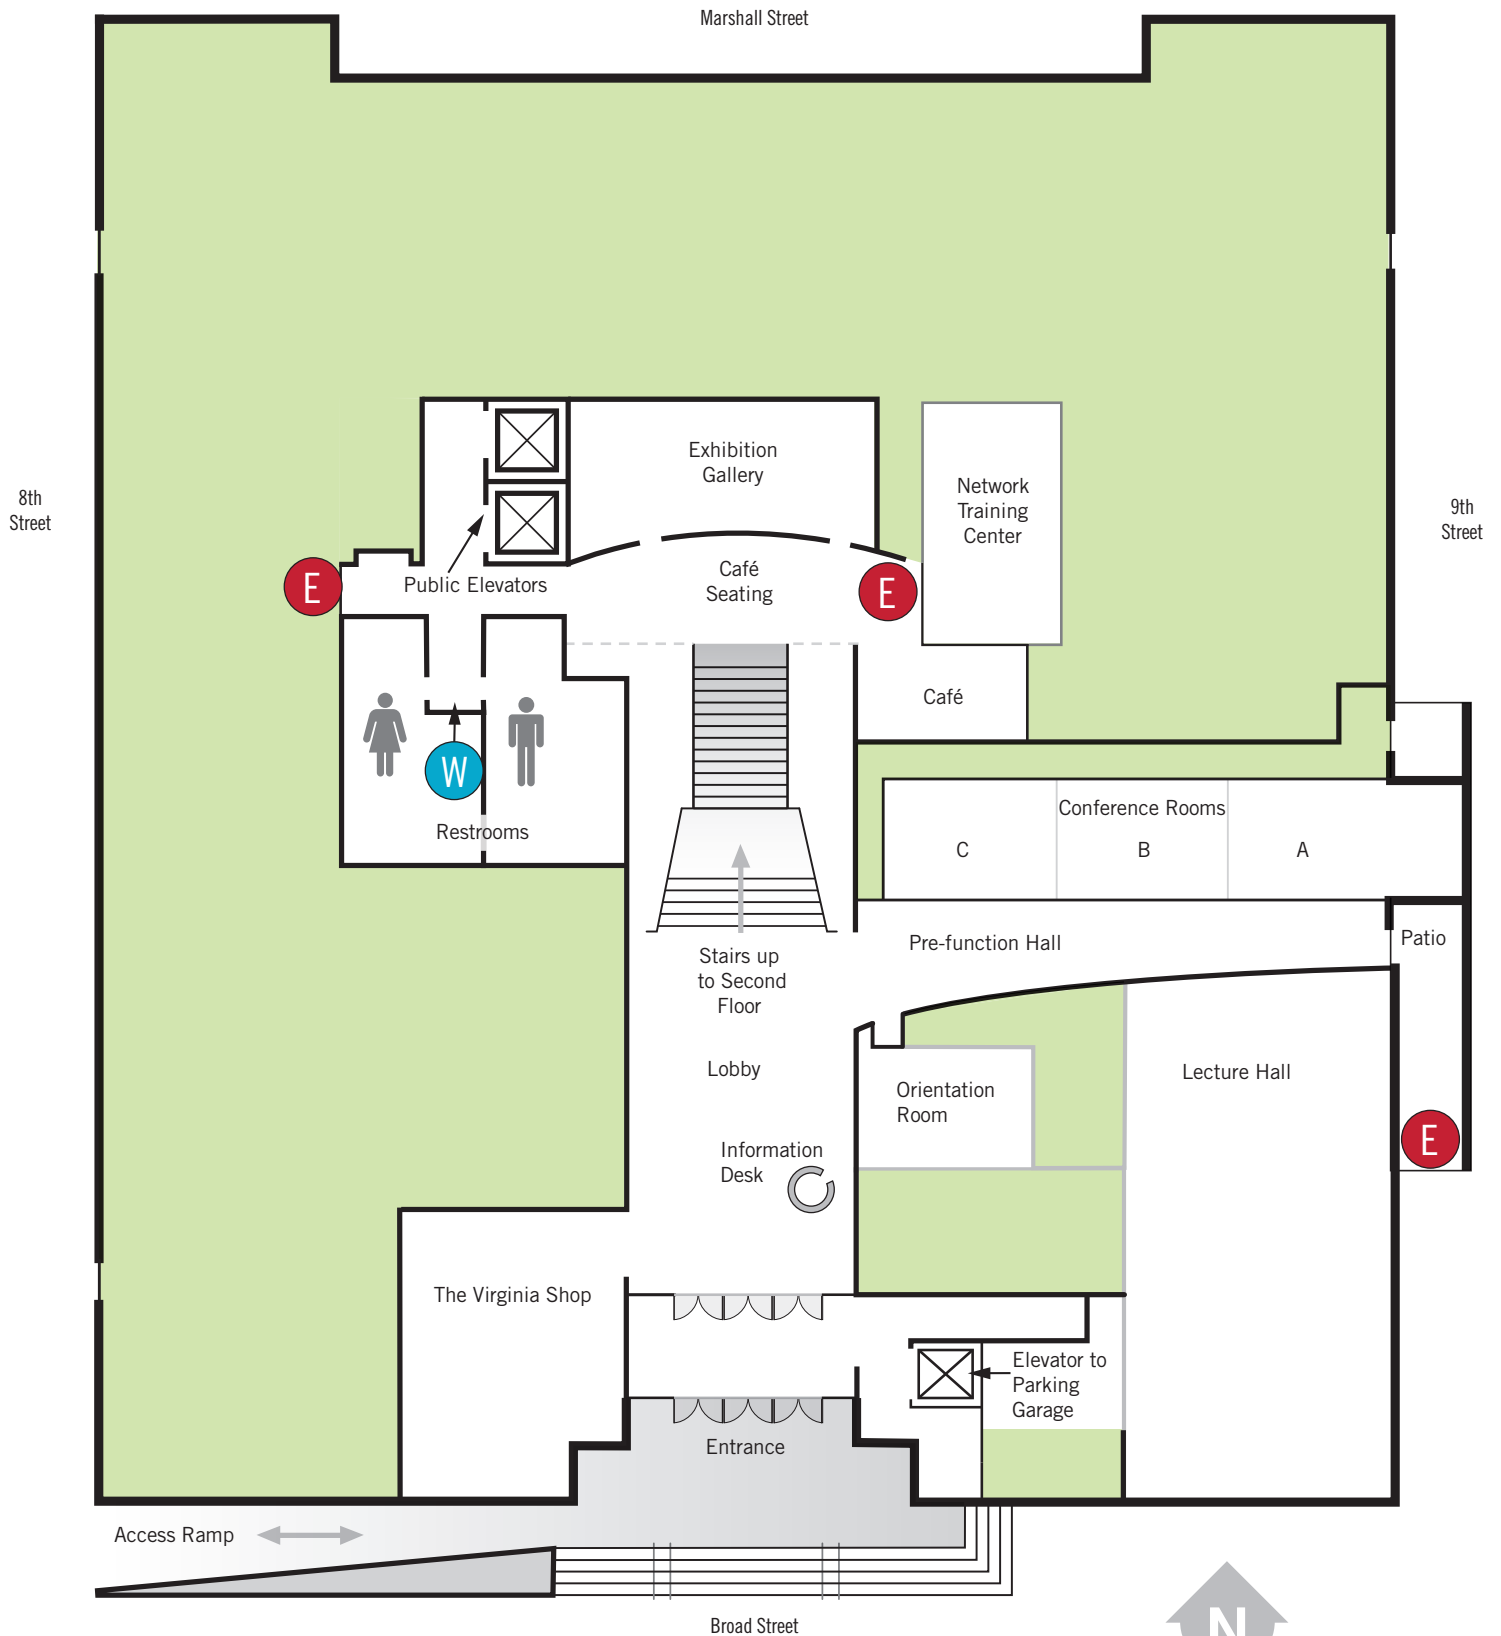 Marshall Street
Exhibition
Gallery
Network
Training
Center
8th
Street
9th
Street
E
Public Elevators
Café
Seating
E
Café
W
Restrooms
Conference Rooms
C
B
A
Pre-function Hall
Patio
Stairs up
to Second
Floor
Lobby
Lecture Hall
Orientation
Room
Information
Desk
E
The Virginia Shop
Elevator to
Parking
Garage
Entrance
Access Ramp
Broad Street
N